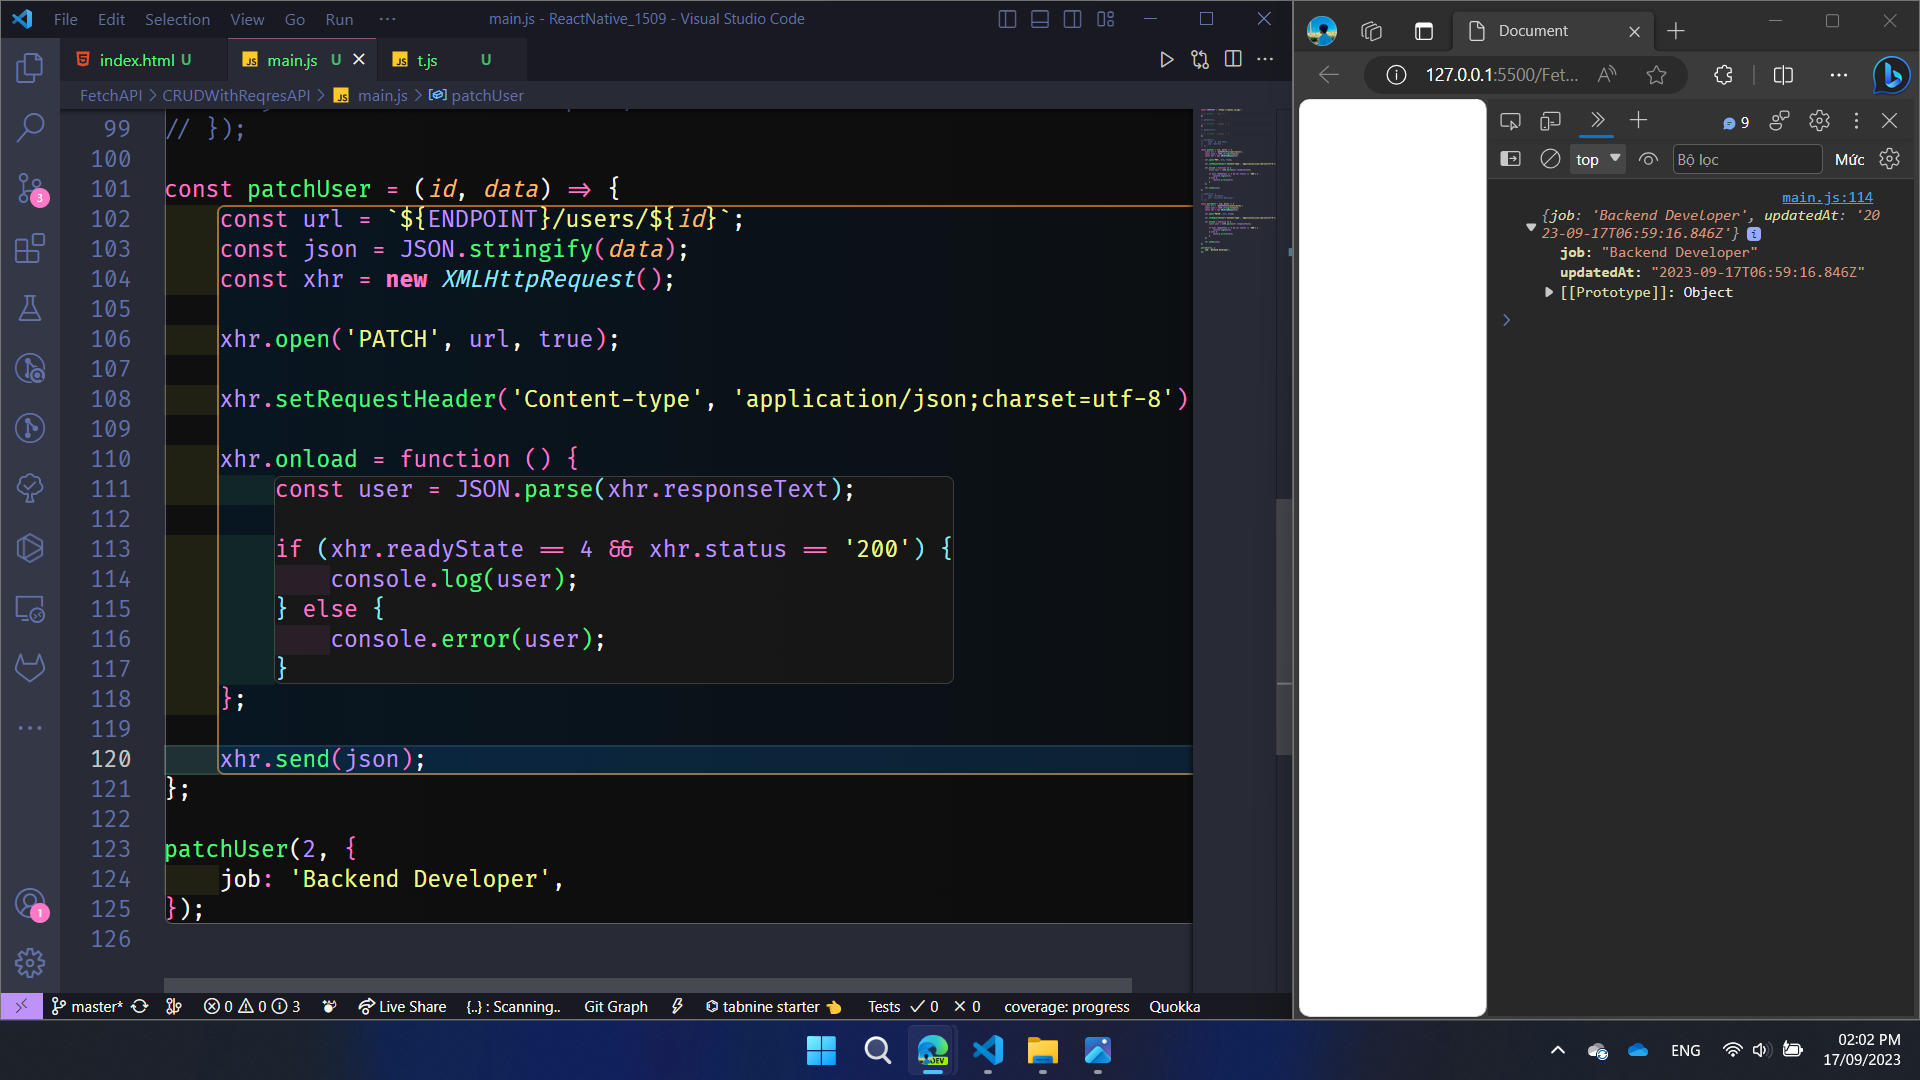 File Edit Selection View Go Run ··· main.js - ReactNative_1509 - Visual Studio Code
index.html U main.js U t.js U
FetchAPI > CRUDWithReqresAPI > main.js > patchUser
99 // });
100
101 const patchUser = (id, data) => {
102 const url = `${ENDPOINT}/users/${id}`;
103 const json = JSON.stringify(data);
104 const xhr = new XMLHttpRequest();
105
106 xhr.open('PATCH', url, true);
107
108 xhr.setRequestHeader('Content-type', 'application/json;charset=utf-8')
109
110 xhr.onload = function () {
111 const user = JSON.parse(xhr.responseText);
112
113 if (xhr.readyState == 4 && xhr.status == '200') {
114 console.log(user);
115 } else {
116 console.error(user);
117 }
118 };
119
120 xhr.send(json);
121 };
122
123 patchUser(2, {
124 job: 'Backend Developer',
125 });
126
3
1
master* 0 0 3 Live Share {..} : Scanning.. Git Graph tabnine starter Tests 0 0 coverage: progress Quokka
Document
127.0.0.1:5500/Fet...
9
top Bộ lọc Mức
main.js:114
{job: 'Backend Developer', updatedAt: '20
23-09-17T06:59:16.846Z'}
job: "Backend Developer"
updatedAt: "2023-09-17T06:59:16.846Z"
[[Prototype]]: Object
DEV
ENG
02:02 PM
17/09/2023